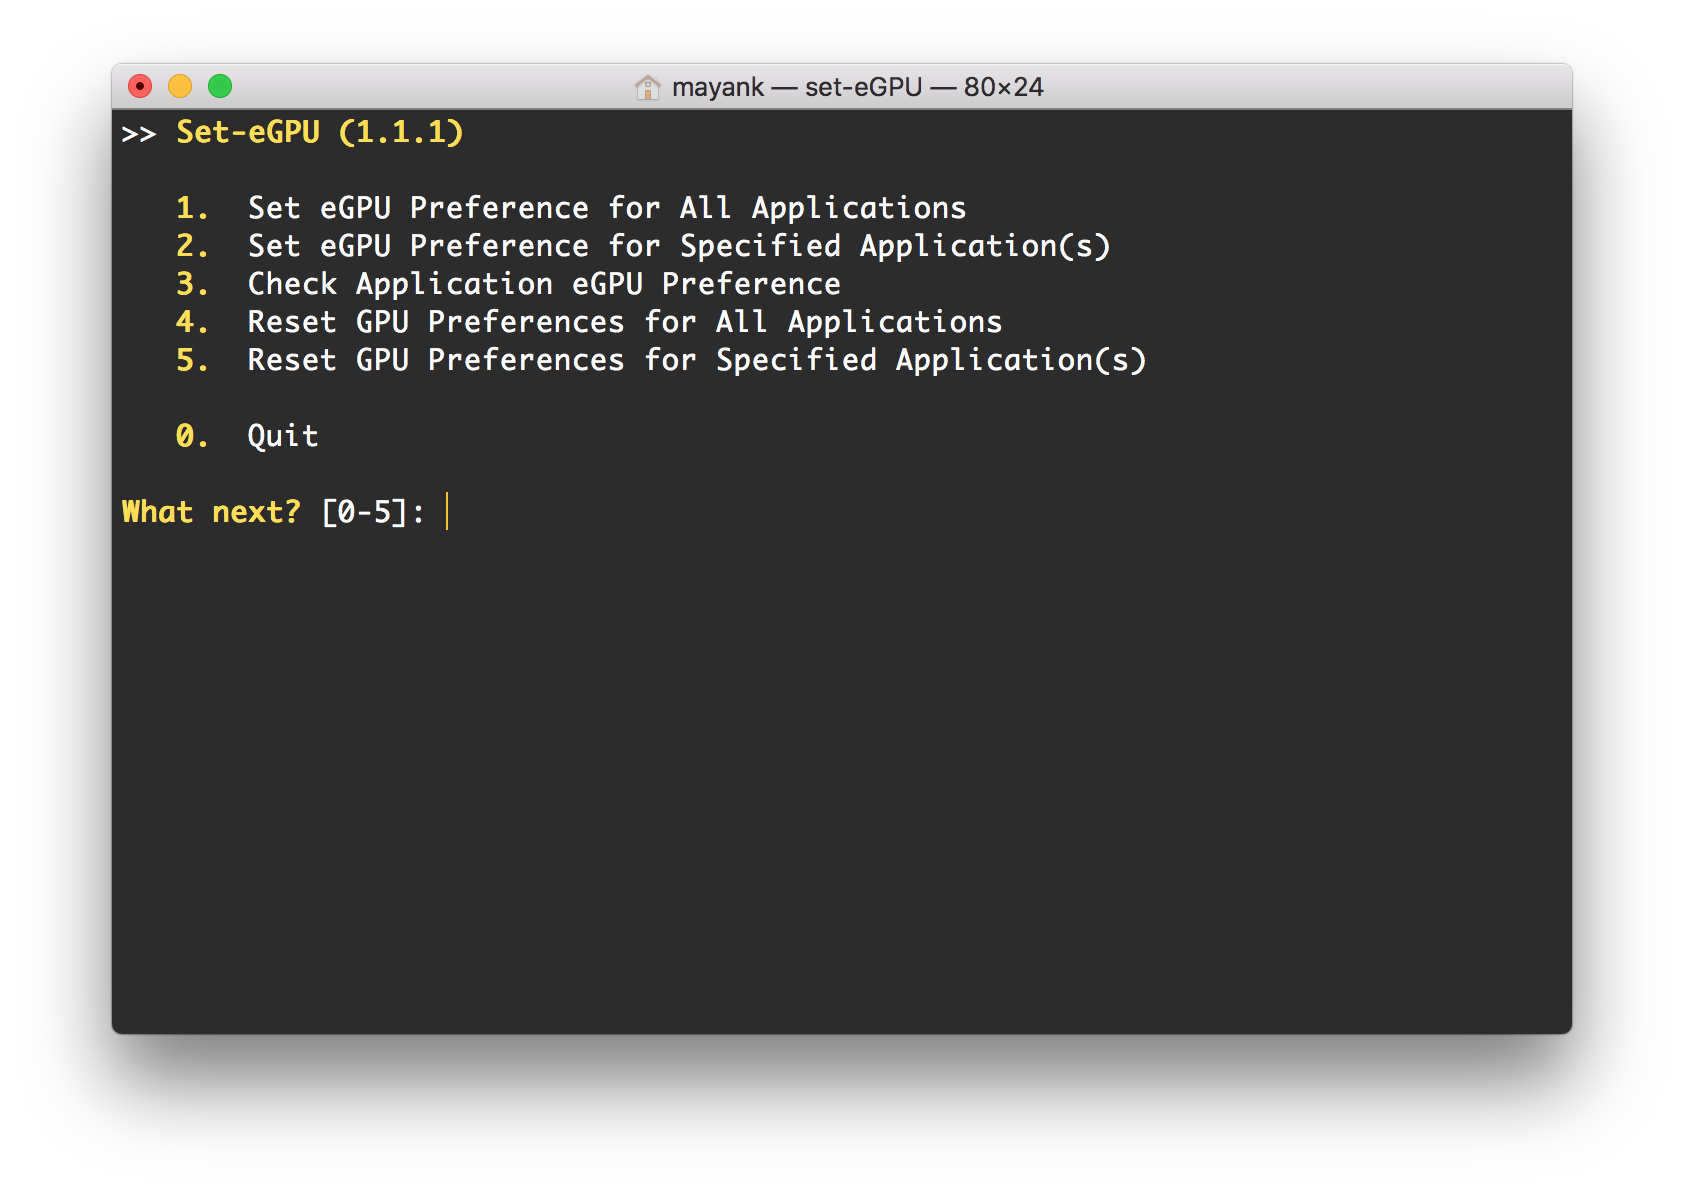 mayank — set-eGPU — 80×24
>> Set-eGPU (1.1.1)
1. Set eGPU Preference for All Applications
2. Set eGPU Preference for Specified Application(s)
3. Check Application eGPU Preference
4. Reset GPU Preferences for All Applications
5. Reset GPU Preferences for Specified Application(s)
0. Quit
What next? [0-5]: